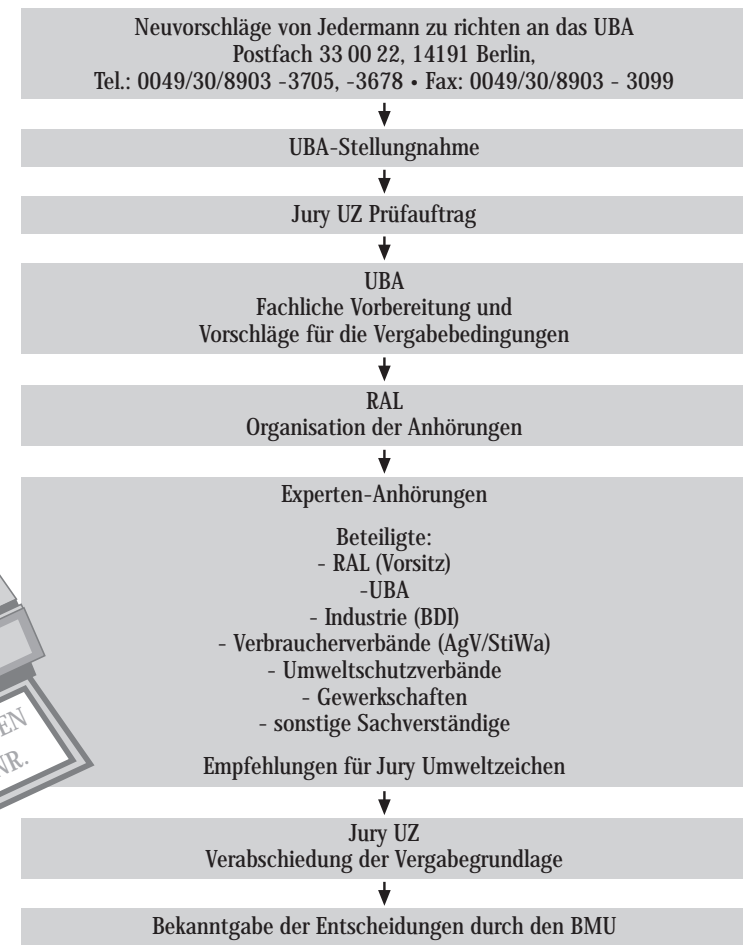 Neuvorschläge von Jedermann zu richten an das UBA
Postfach 33 00 22, 14191 Berlin,
Tel.: 0049/30/8903 -3705, -3678 • Fax: 0049/30/8903 - 3099
UBA-Stellungnahme
Jury UZ Prüfauftrag
UBA
Fachliche Vorbereitung und
Vorschläge für die Vergabebedingungen
RAL
Organisation der Anhörungen
Experten-Anhörungen
Beteiligte:
- RAL (Vorsitz)
-UBA
- Industrie (BDI)
- Verbraucherverbände (AgV/StiWa)
- Umweltschutzverbände
- Gewerkschaften
- sonstige Sachverständige
Empfehlungen für Jury Umweltzeichen
Jury UZ
Verabschiedung der Vergabegrundlage
Bekanntgabe der Entscheidungen durch den BMU